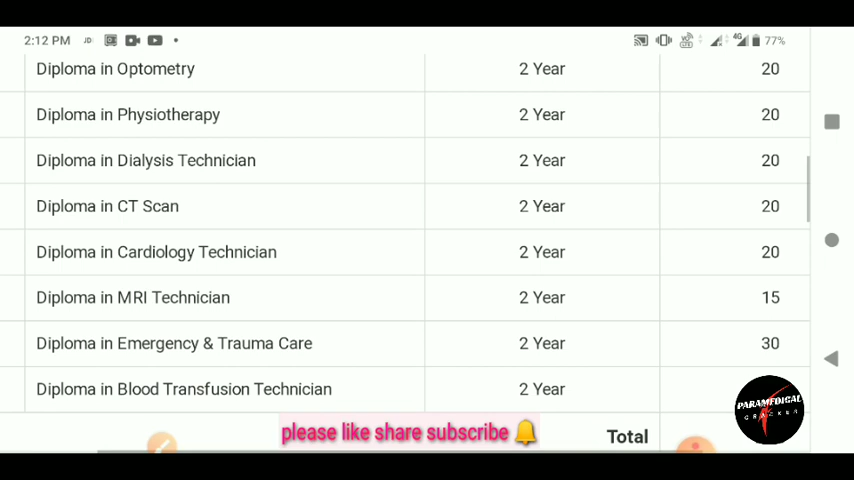 2:12 PM JD 4G 77%
Diploma in Optometry 2 Year 20
Diploma in Physiotherapy 2 Year 20
Diploma in Dialysis Technician 2 Year 20
Diploma in CT Scan 2 Year 20
Diploma in Cardiology Technician 2 Year 20
Diploma in MRI Technician 2 Year 15
Diploma in Emergency & Trauma Care 2 Year 30
Diploma in Blood Transfusion Technician 2 Year
PARAMEDICAL
CRACKER
please like share subscribe 🔔
Total